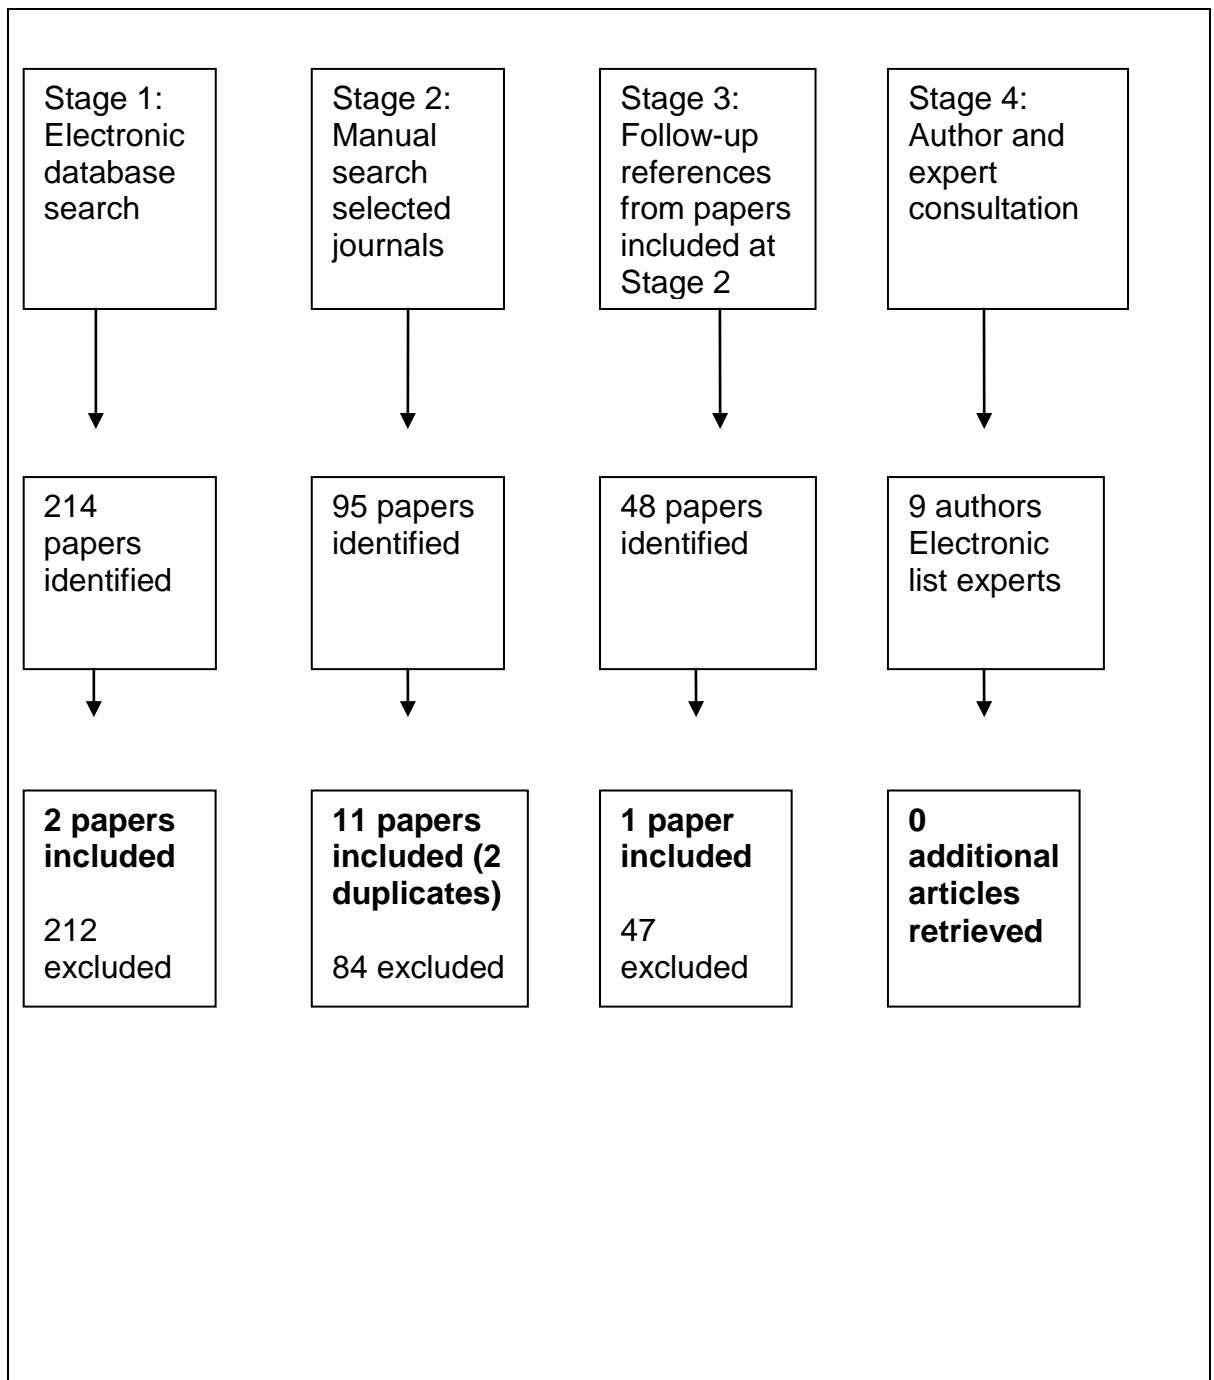 Stage 1:
Electronic
database
search
Stage 2:
Manual
search
selected
journals
Stage 3:
Follow-up
references
from papers
included at
Stage 2
Stage 4:
Author and
expert
consultation
214
papers
identified
95 papers
identified
48 papers
identified
9 authors
Electronic
list experts
2 papers
included
212
excluded
11 papers
included (2
duplicates)
84 excluded
1 paper
included
47
excluded
0
additional
articles
retrieved